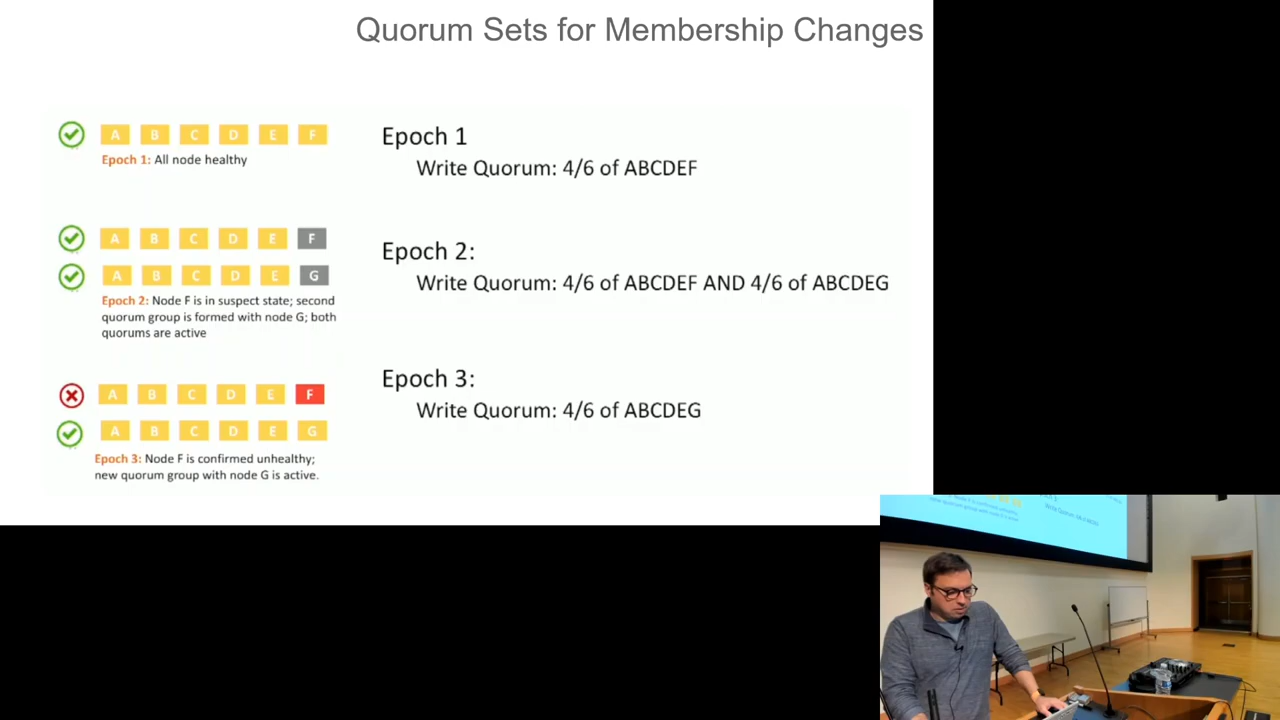 Quorum Sets for Membership Changes
A B C D E F
Epoch 1: All node healthy
Epoch 1
Write Quorum: 4/6 of ABCDEF
A B C D E F
A B C D E G
Epoch 2: Node F is in suspect state; second
quorum group is formed with node G; both
quorums are active
Epoch 2:
Write Quorum: 4/6 of ABCDEF AND 4/6 of ABCDEG
A B C D E F
A B C D E G
Epoch 3: Node F is confirmed unhealthy;
new quorum group with node G is active.
Epoch 3:
Write Quorum: 4/6 of ABCDEG